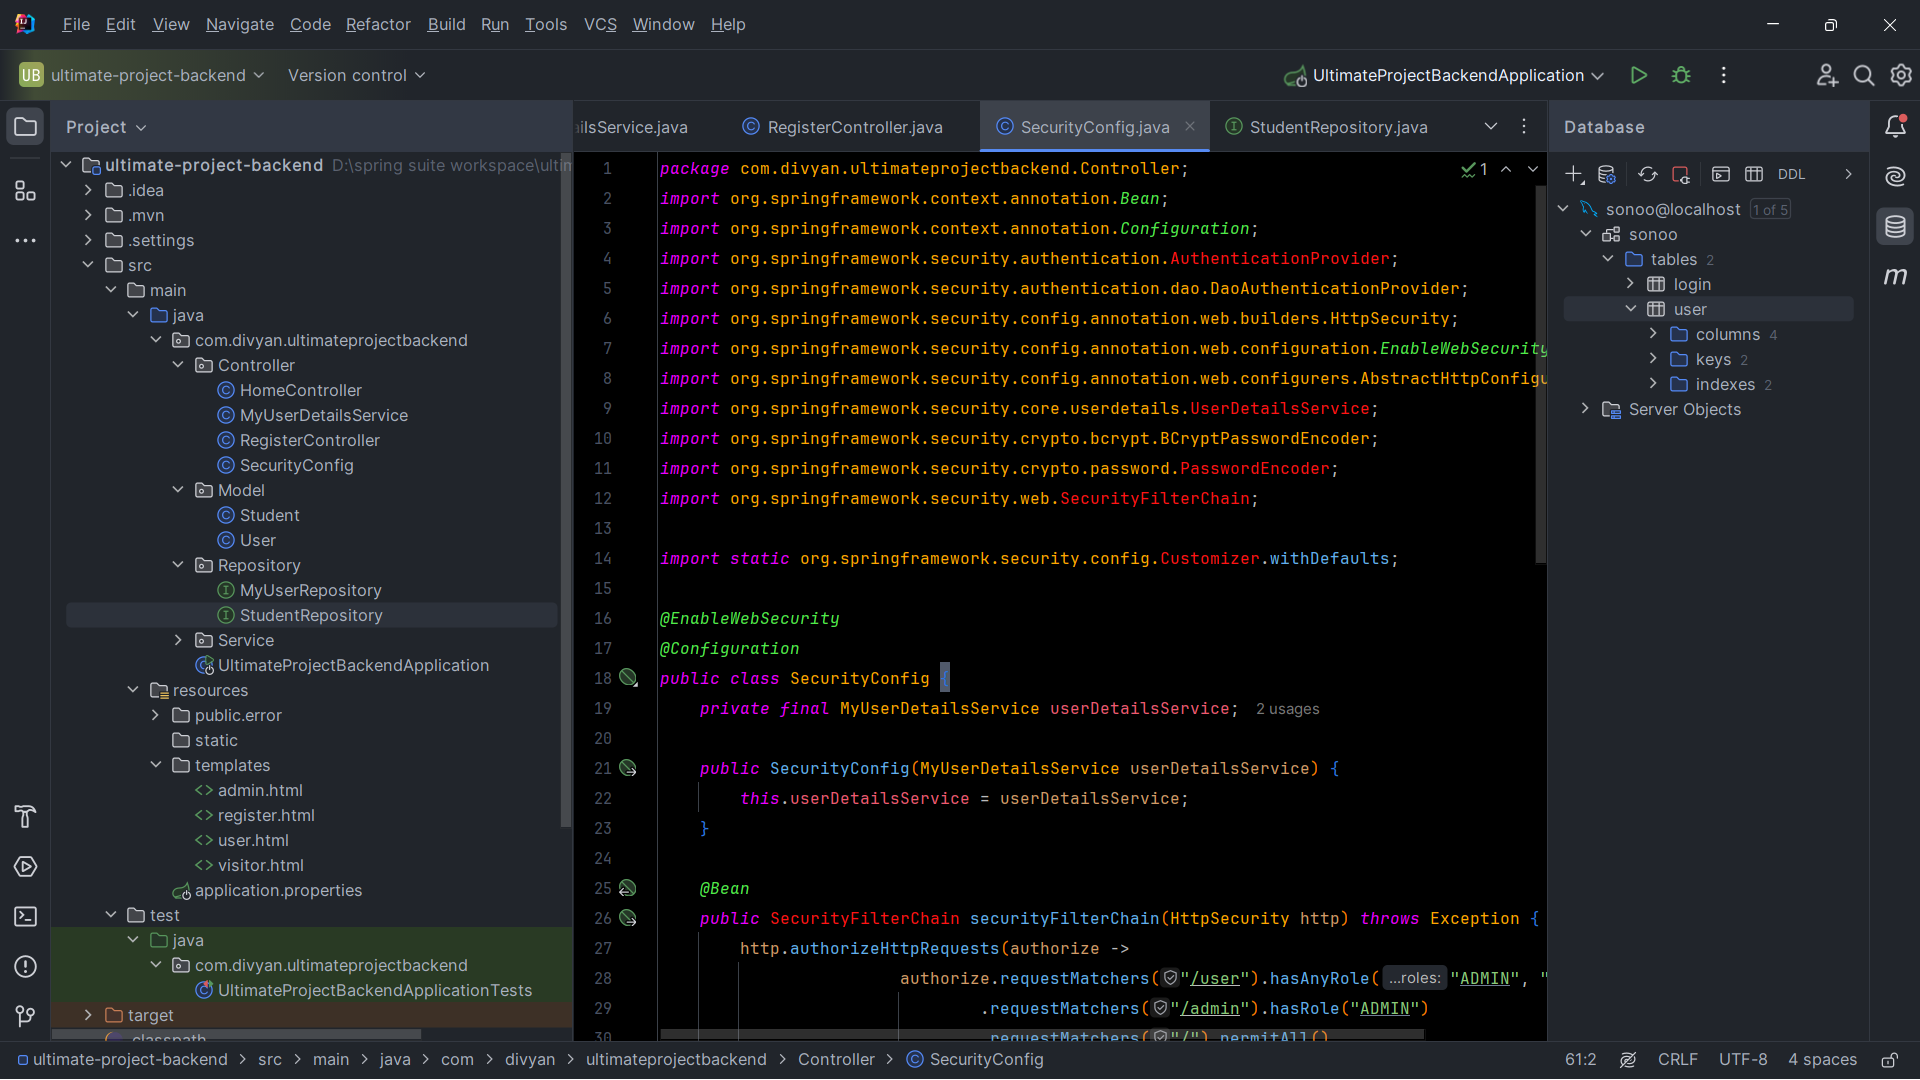 File Edit View Navigate Code Refactor Build Run Tools VCS Window Help
UB ultimate-project-backend Version control UltimateProjectBackendApplication
Project
ultimate-project-backend D:\spring suite workspace\ultim
.idea
.mvn
.settings
src
main
java
com.divyan.ultimateprojectbackend
Controller
HomeController
MyUserDetailsService
RegisterController
SecurityConfig
Model
Student
User
Repository
MyUserRepository
StudentRepository
Service
UltimateProjectBackendApplication
resources
public.error
static
templates
admin.html
register.html
user.html
visitor.html
application.properties
test
java
com.divyan.ultimateprojectbackend
UltimateProjectBackendApplicationTests
target
.classpath
ilsService.java RegisterController.java SecurityConfig.java StudentRepository.java
1 package com.divyan.ultimateprojectbackend.Controller; 1
2 import org.springframework.context.annotation.Bean;
3 import org.springframework.context.annotation.Configuration;
4 import org.springframework.security.authentication.AuthenticationProvider;
5 import org.springframework.security.authentication.dao.DaoAuthenticationProvider;
6 import org.springframework.security.config.annotation.web.builders.HttpSecurity;
7 import org.springframework.security.config.annotation.web.configuration.EnableWebSecurity
8 import org.springframework.security.config.annotation.web.configurers.AbstractHttpConfigu
9 import org.springframework.security.core.userdetails.UserDetailsService;
10 import org.springframework.security.crypto.bcrypt.BCryptPasswordEncoder;
11 import org.springframework.security.crypto.password.PasswordEncoder;
12 import org.springframework.security.web.SecurityFilterChain;
13
14 import static org.springframework.security.config.Customizer.withDefaults;
15
16 @EnableWebSecurity
17 @Configuration
18 public class SecurityConfig {
19 private final MyUserDetailsService userDetailsService; 2 usages
20
21 public SecurityConfig(MyUserDetailsService userDetailsService) {
22 this.userDetailsService = userDetailsService;
23 }
24
25 @Bean
26 public SecurityFilterChain securityFilterChain(HttpSecurity http) throws Exception {
27 http.authorizeHttpRequests(authorize ->
28 authorize.requestMatchers("/user").hasAnyRole( ...roles: "ADMIN", "
29 .requestMatchers("/admin").hasRole("ADMIN")
30 .requestMatchers("/").permitAll()
Database
DDL
sonoo@localhost 1 of 5
sonoo
tables 2
login
user
columns 4
keys 2
indexes 2
Server Objects
m
ultimate-project-backend src main java com divyan ultimateprojectbackend Controller SecurityConfig 61:2 CRLF UTF-8 4 spaces